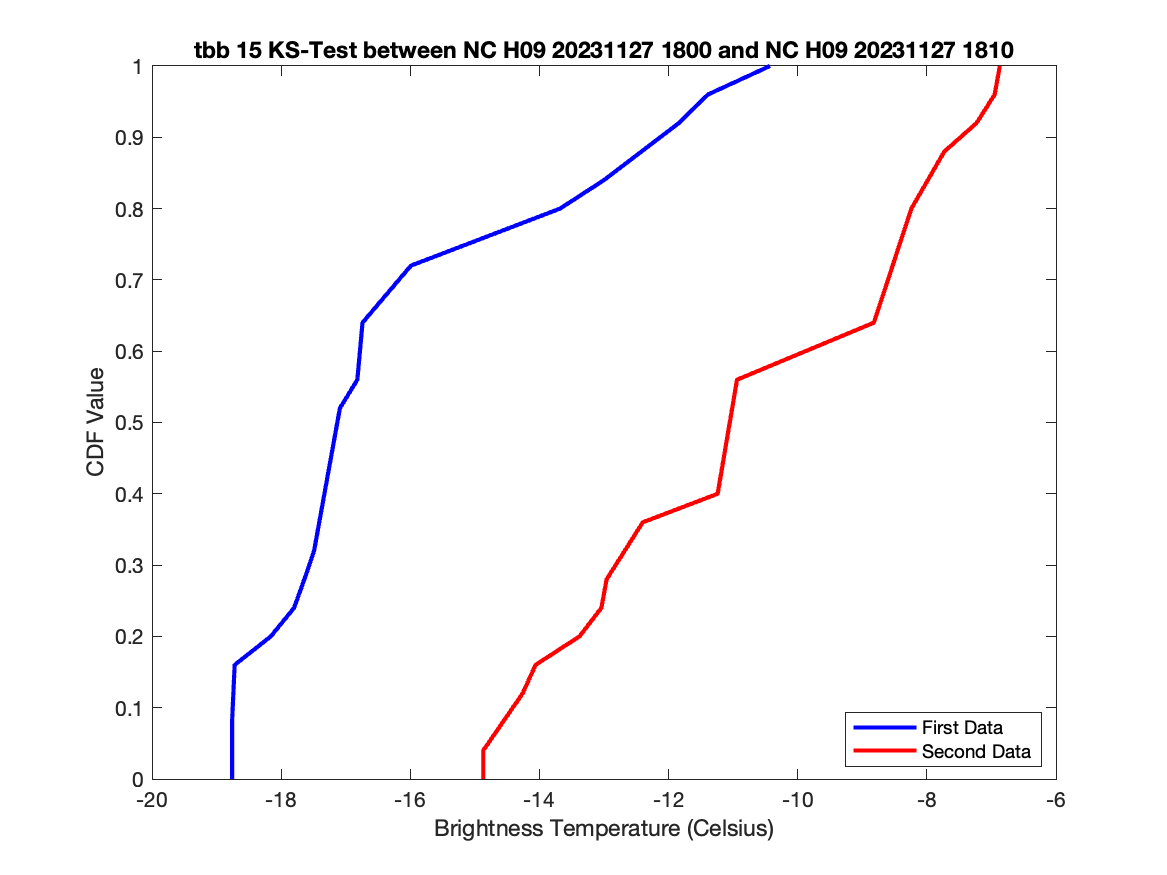 tbb 15 KS-Test between NC H09 20231127 1800 and NC H09 20231127 1810
1
0.9
0.8
0.7
0.6
0.5
0.4
0.3
0.2
0.1
0
CDF Value
First Data
Second Data
-20 -18 -16 -14 -12 -10 -8 -6
Brightness Temperature (Celsius)